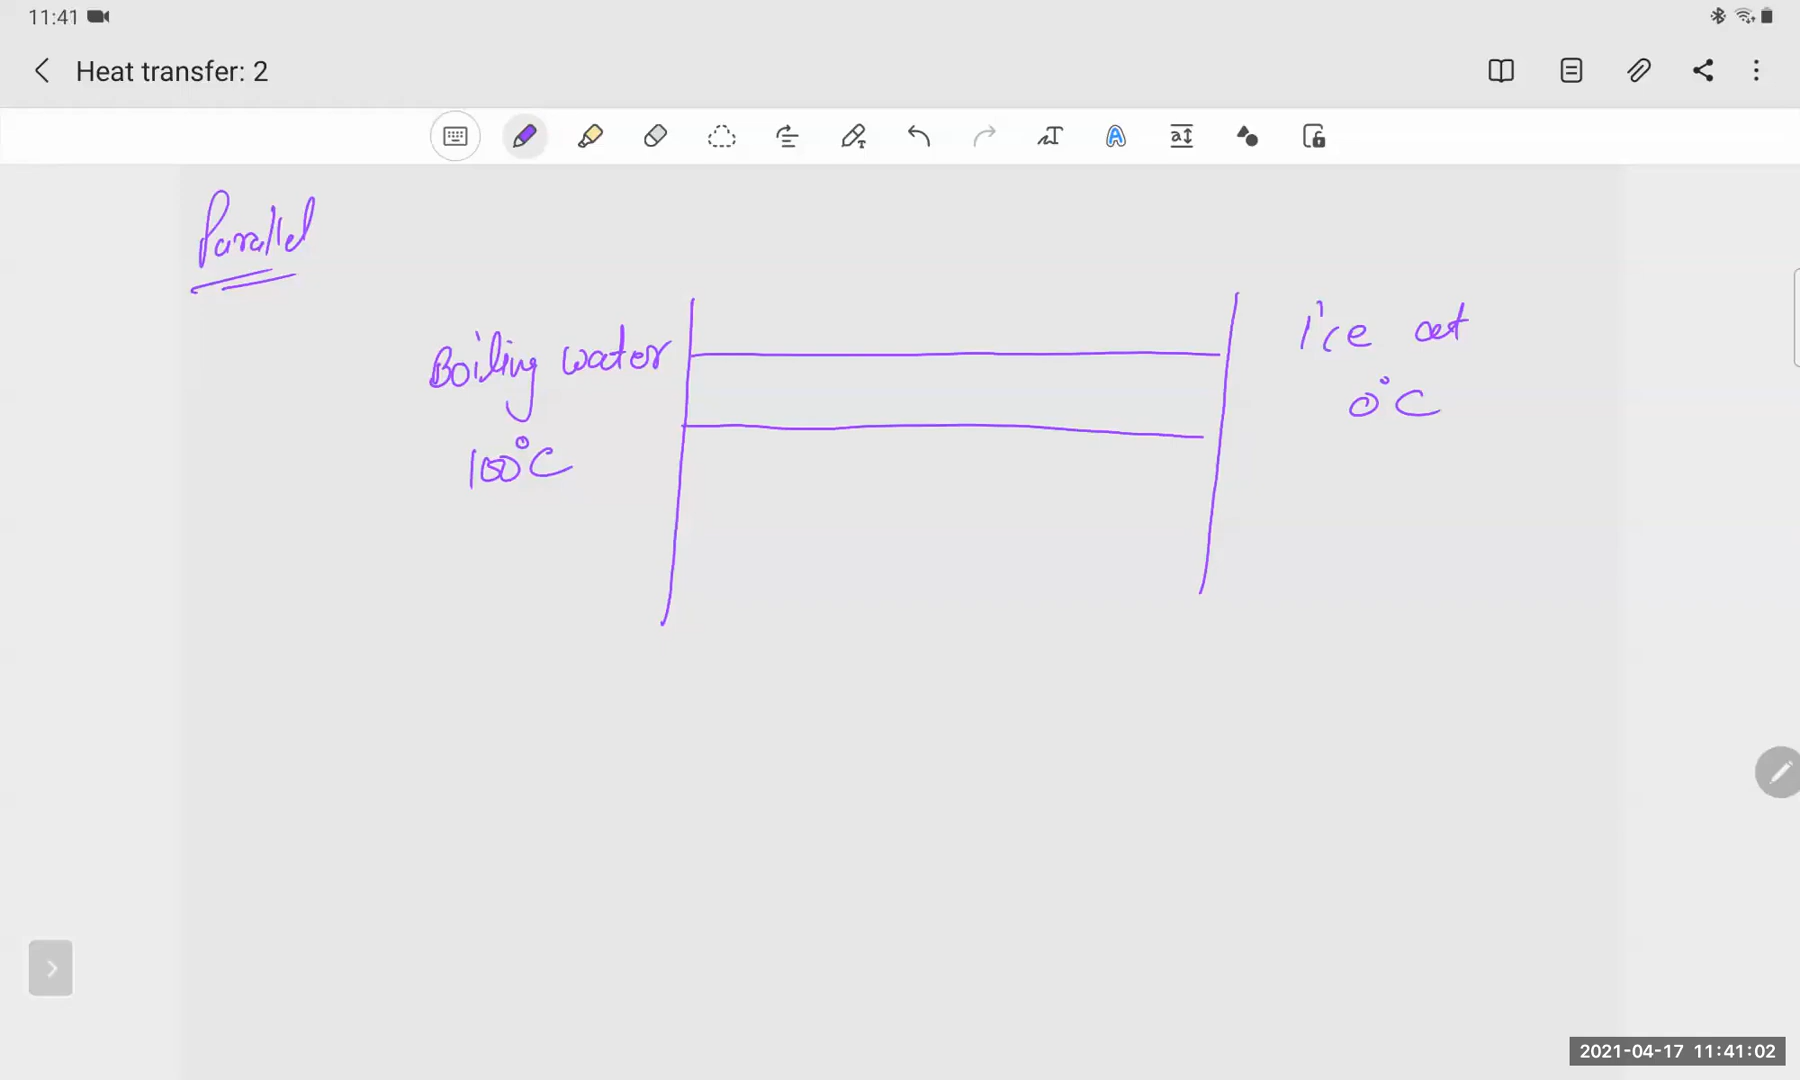 11:41
Heat transfer: 2
Parallel
Boiling water
100°C
Ice at
0°C
2021-04-17 11:41:02